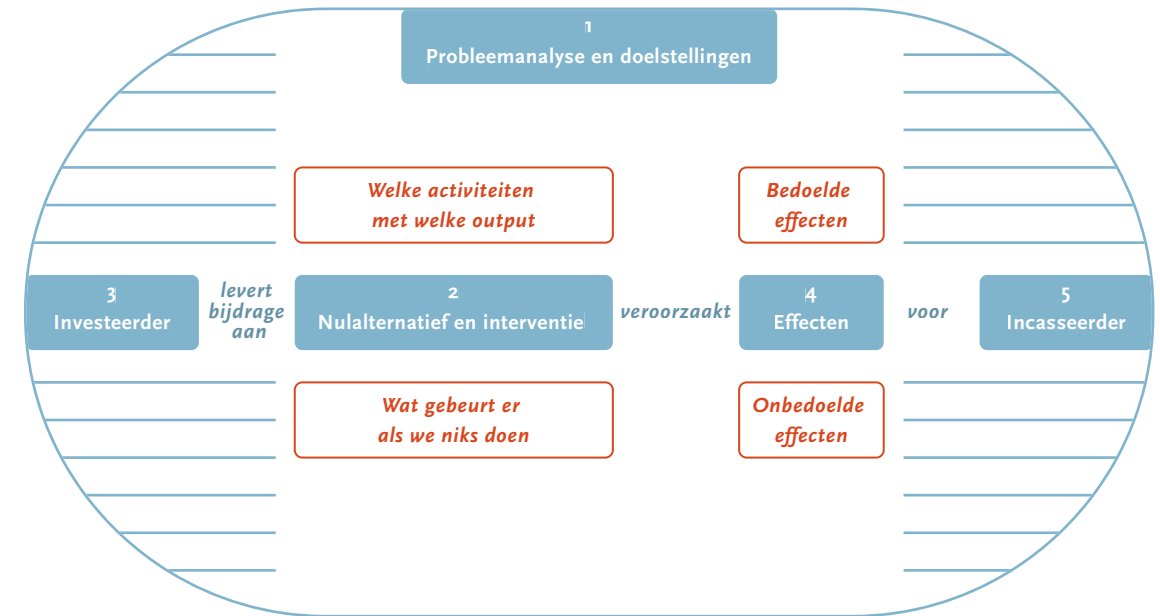 1
Probleemanalyse en doelstellingen
Welke activiteiten
met welke output
Bedoelde
effecten
3
Investeerder
levert
bijdrage
aan
2
Nulalternatief en interventie
veroorzaakt
4
Effecten
voor
5
Incasseerder
Wat gebeurt er
als we niks doen
Onbedoelde
effecten